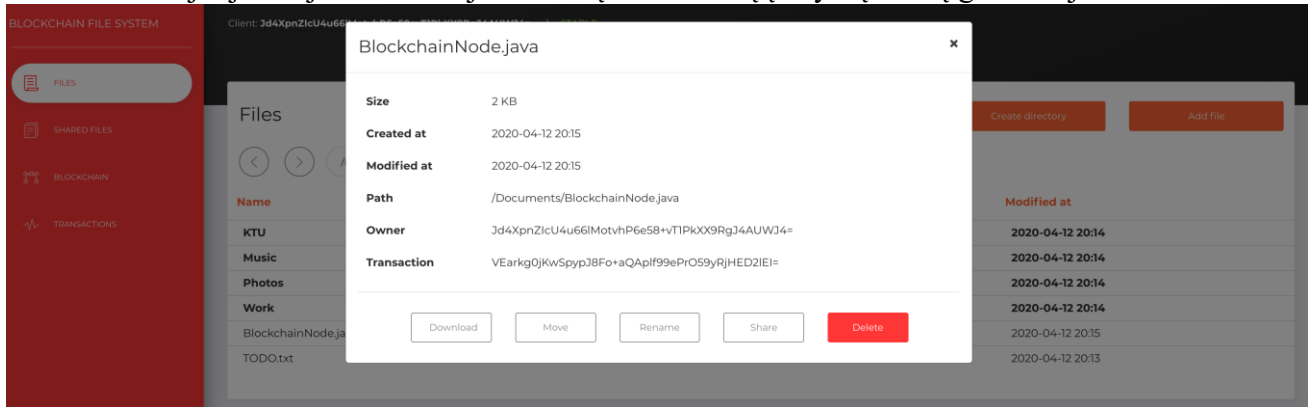 BLOCKCHAIN FILE SYSTEM
FILES
SHARED FILES
BLOCKCHAIN
TRANSACTIONS
BlockchainNode.java ×
Size 2 KB
Created at 2020-04-12 20:15
Modified at 2020-04-12 20:15
Path /Documents/BlockchainNode.java
Owner Jd4XpnZIcU4u66lMotvhP6e58+vT1PkXX9RgJ4AUWJ4=
Transaction VEarkg0jKwSpypJ8Fo+aQAplf99ePrO59yRjHED2lEI=
Download Move Rename Share Delete
Client: Jd4XpnZIcU4u66
Files Create directory Add file
< >
Name Modified at
KTU 2020-04-12 20:14
Music 2020-04-12 20:14
Photos 2020-04-12 20:14
Work 2020-04-12 20:14
BlockchainNode.ja 2020-04-12 20:15
TODO.txt 2020-04-12 20:13